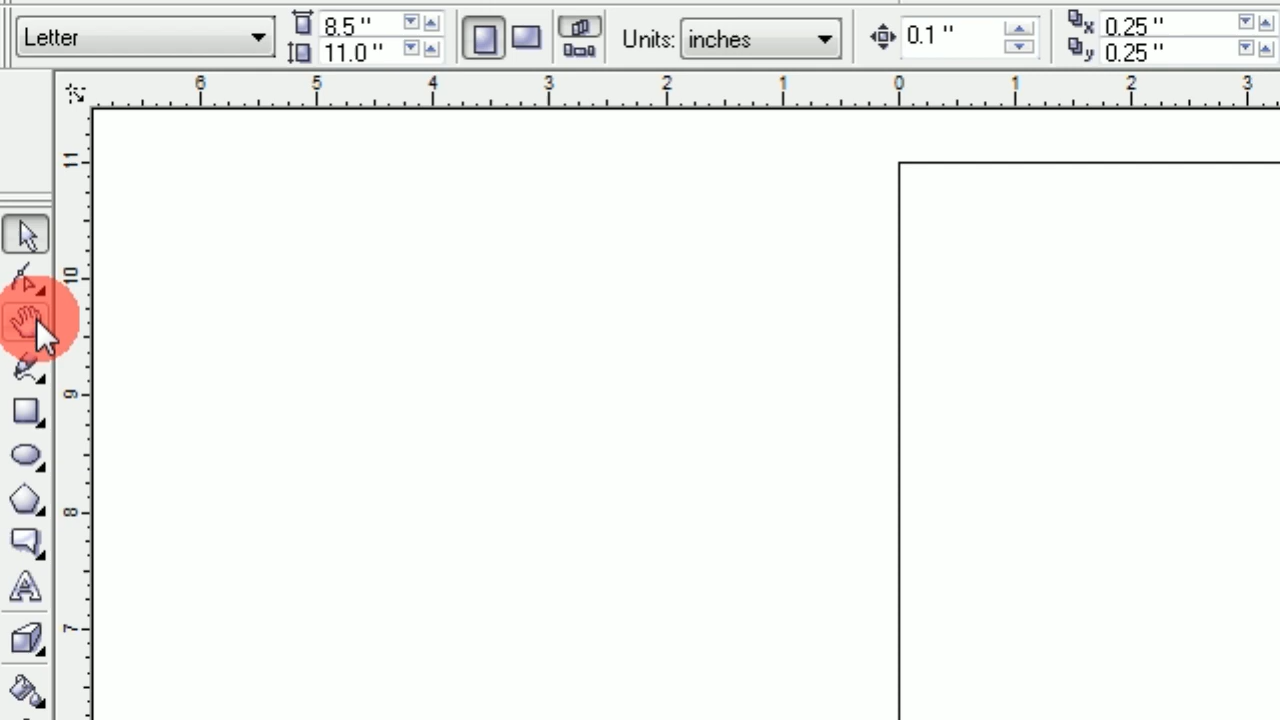 Letter
8.5 "
11.0 "
Units: inches
0.1 "
x 0.25 "
y 0.25 "
6 5 4 3 2 1 0 1 2 3
11
10
9
8
7